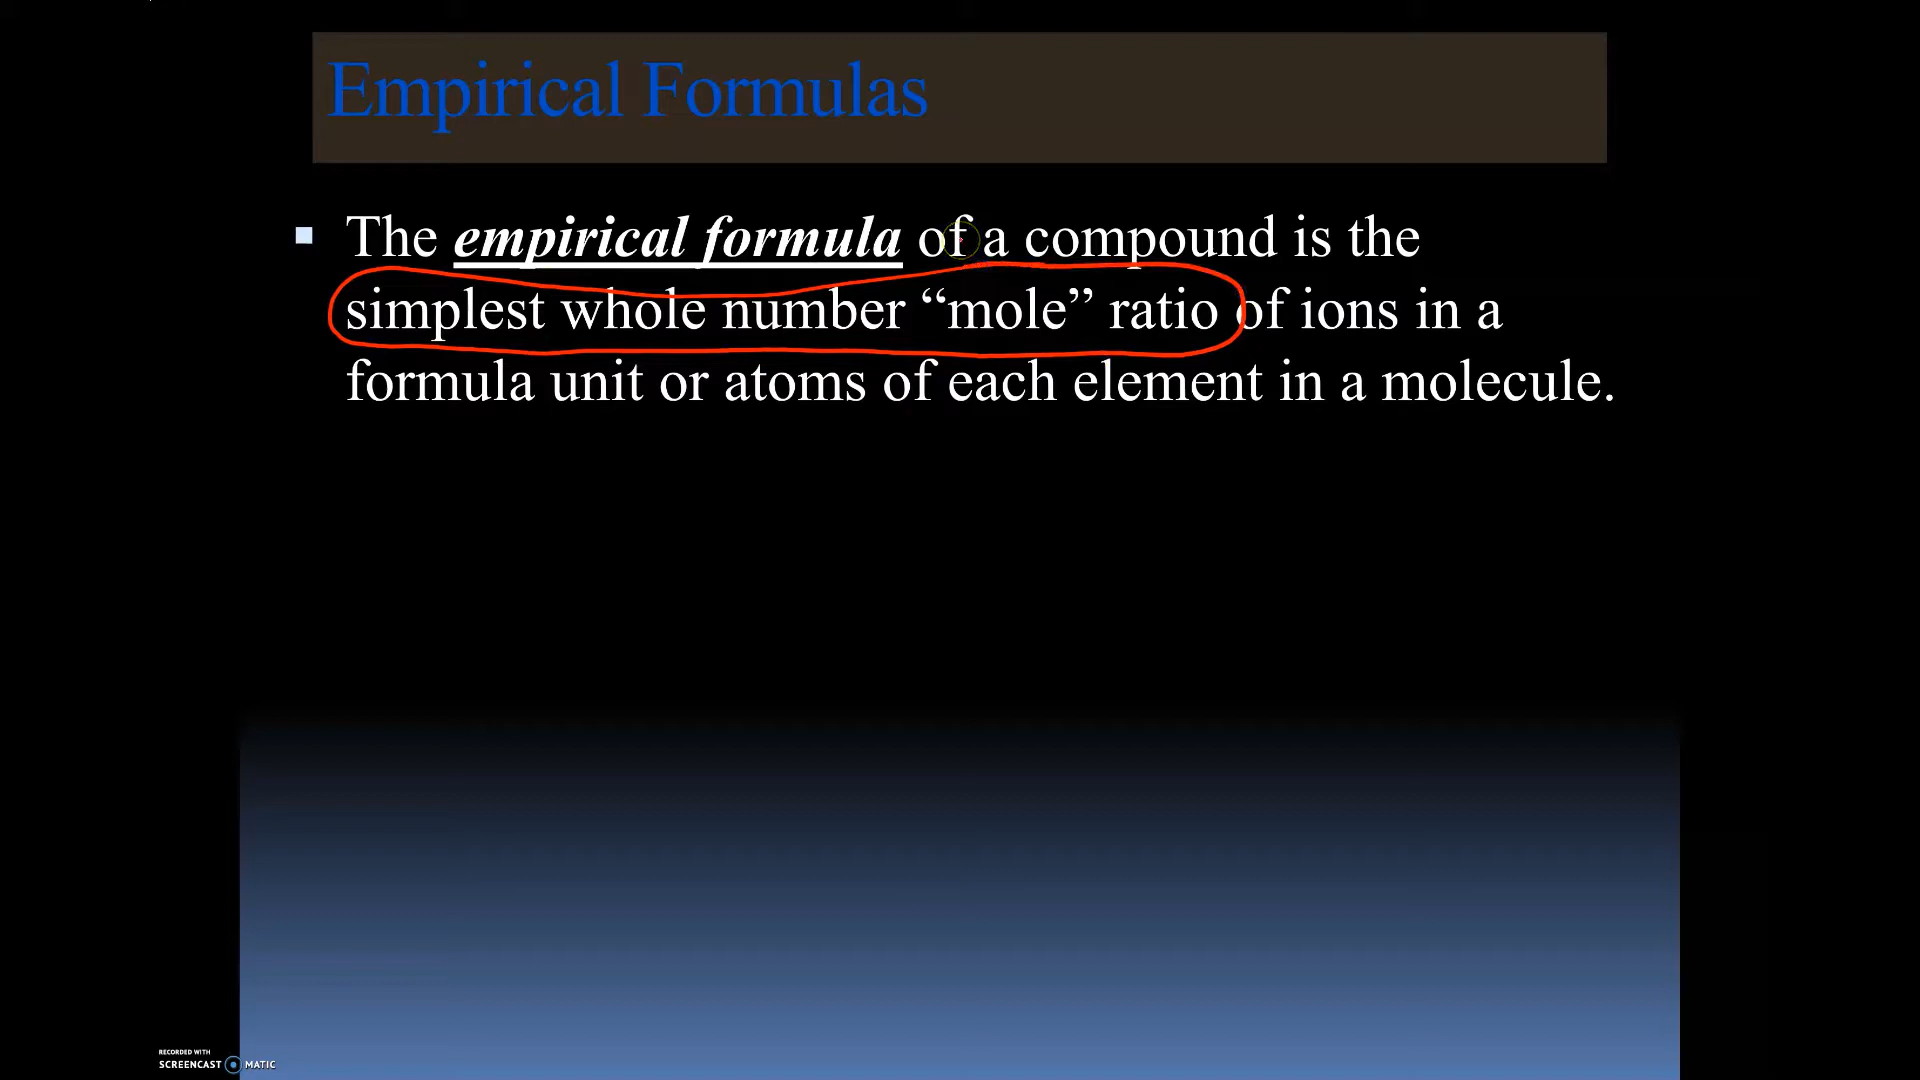 Empirical Formulas
The empirical formula of a compound is the
simplest whole number “mole” ratio of ions in a
formula unit or atoms of each element in a molecule.
RECORDED WITH
SCREENCAST MATIC